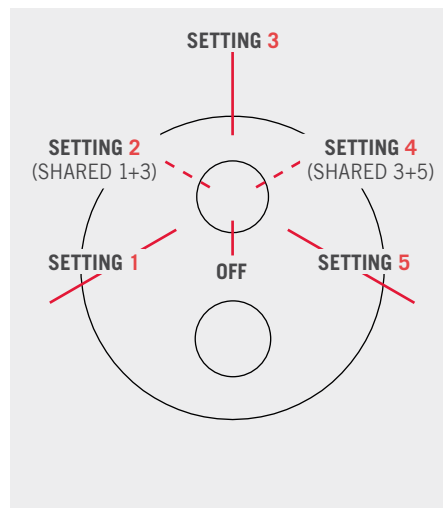 SETTING 3
SETTING 2
(SHARED 1+3)
SETTING 4
(SHARED 3+5)
SETTING 1
OFF
SETTING 5